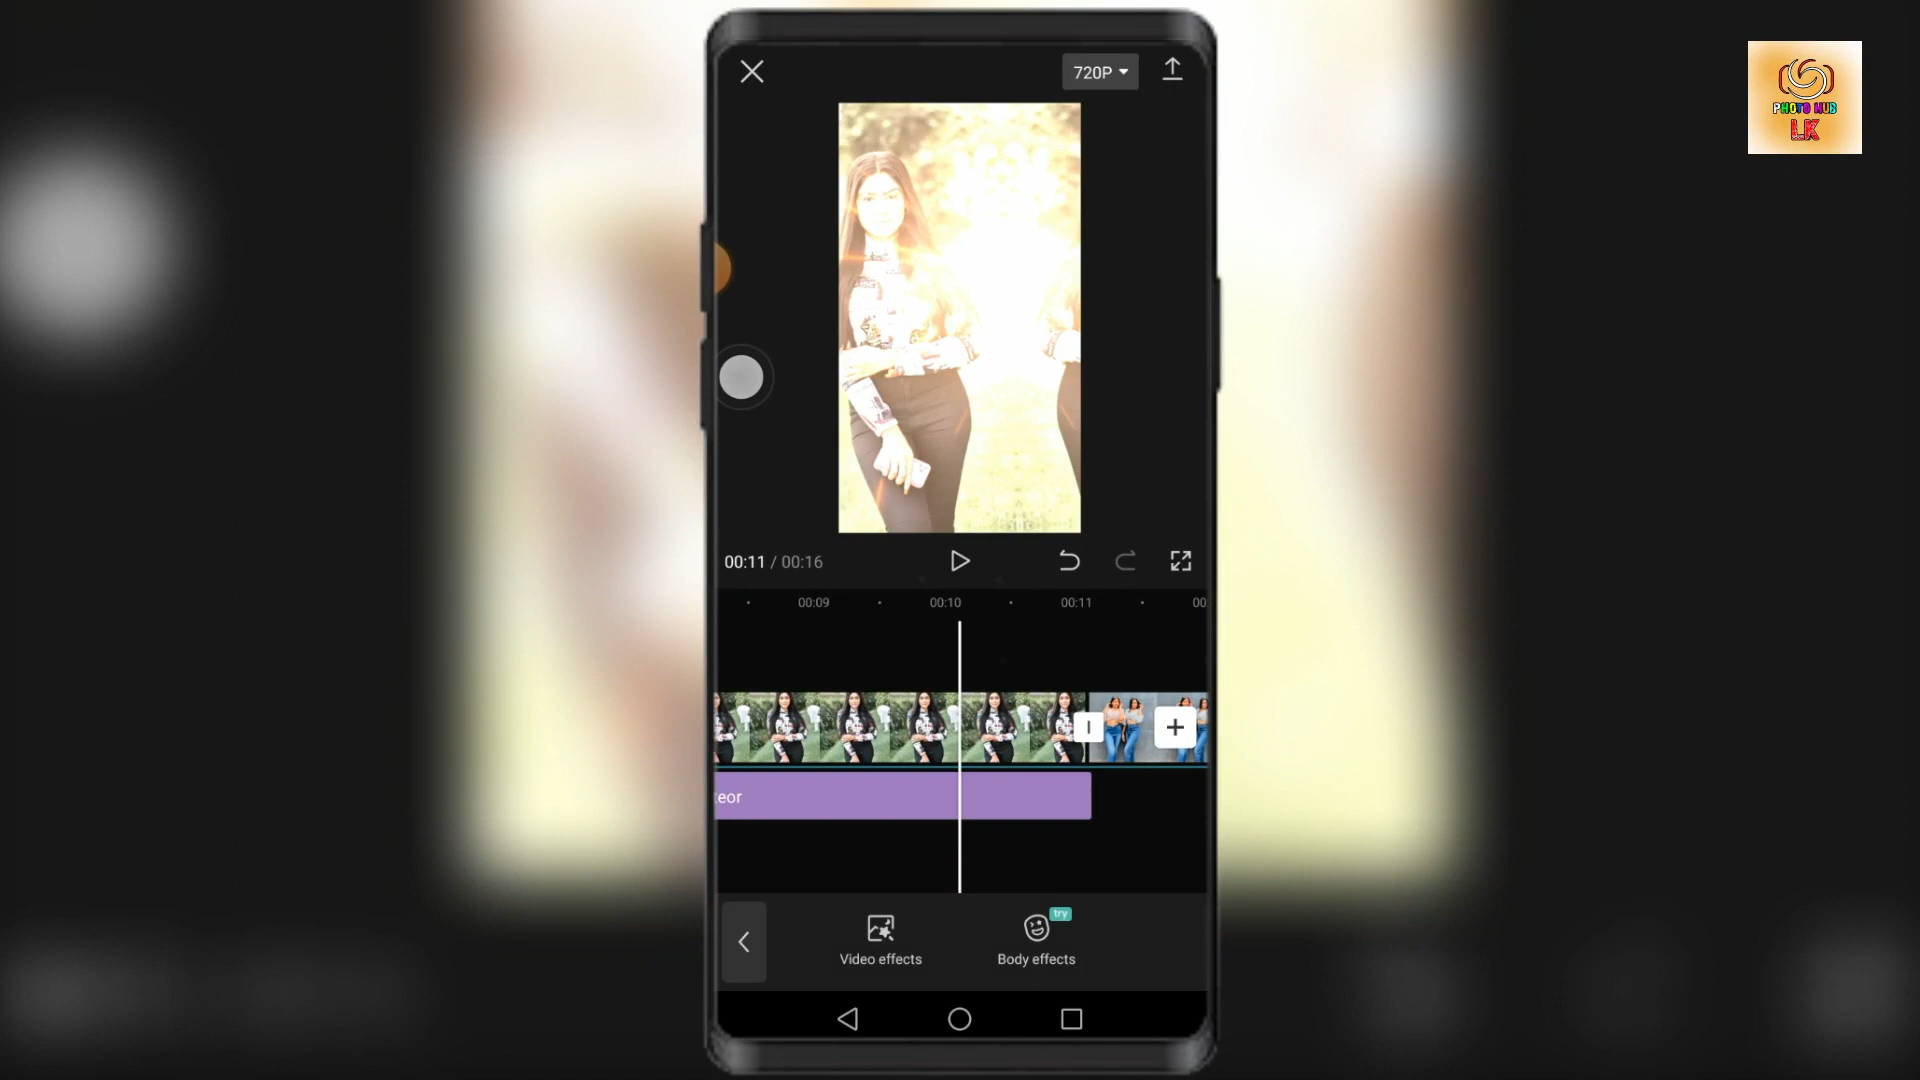 720P
PHOTO HUB
LK
00:11 / 00:16
00:09
00:10
00:11
00
teor
try
Video effects
Body effects